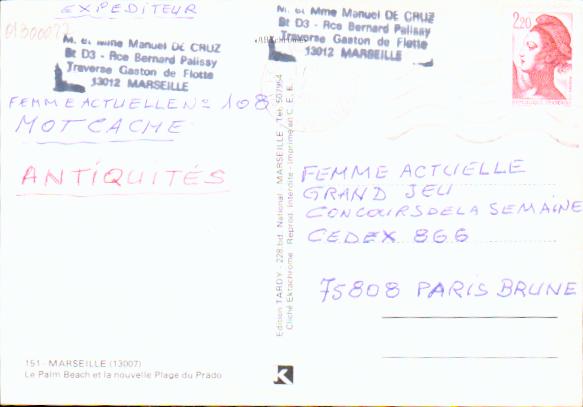 EXPEDITEUR
01300077
M. et Mme Manuel DE CRUZ
Bt D3 - Rce Bernard Palissy
Traverse Gaston de Flotte
13012 MARSEILLE
M. et Mme Manuel DE CRUZ
Bt D3 - Rce Bernard Palissy
Traverse Gaston de Flotte
13012 MARSEILLE
2,20
FEMME ACTUELLE N° 108
MOT CACHE
ANTIQUITÉS
FEMME ACTUELLE
GRAND JEU
CONCOURS DE LA SEMAINE
CEDEX 866
75808 PARIS BRUNE
Edition TARDY - 228, bd. National - MARSEILLE - Tél. 507964
Cliché Ektachrome - Reprod. interdite - Imprimé en C. E. E.
151 - MARSEILLE (13007)
Le Palm Beach et la nouvelle Plage du Prado
K